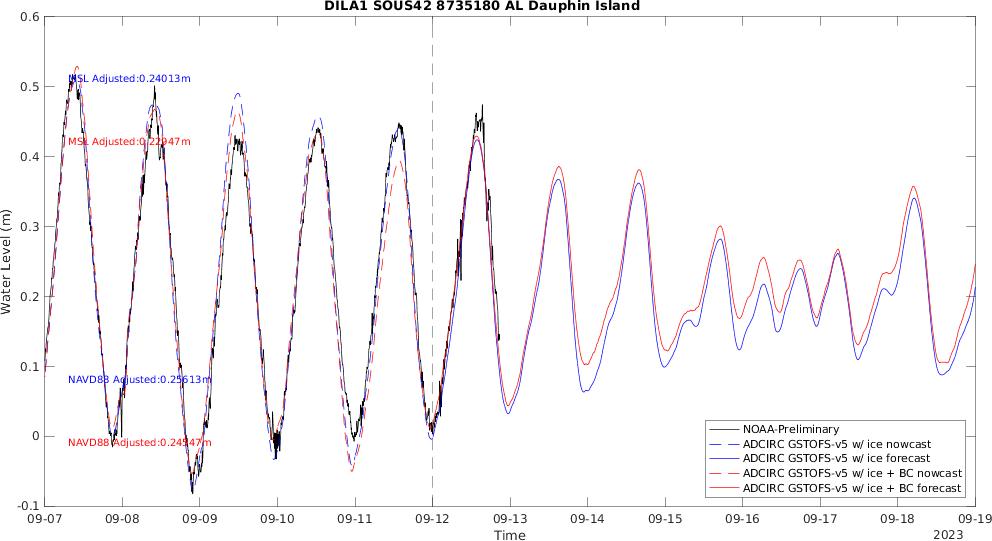 DILA1 SOUS42 8735180 AL Dauphin Island
0.6
0.5
0.4
0.3
0.2
0.1
0
-0.1
Water Level (m)
MSL Adjusted:0.24013m
MSL Adjusted:0.22947m
NAVD88 Adjusted:0.25613m
NAVD88 Adjusted:0.24547m
NOAA-Preliminary
ADCIRC GSTOFS-v5 w/ ice nowcast
ADCIRC GSTOFS-v5 w/ ice forecast
ADCIRC GSTOFS-v5 w/ ice + BC nowcast
ADCIRC GSTOFS-v5 w/ ice + BC forecast
09-07 09-08 09-09 09-10 09-11 09-12 09-13 09-14 09-15 09-16 09-17 09-18 09-19
Time
2023